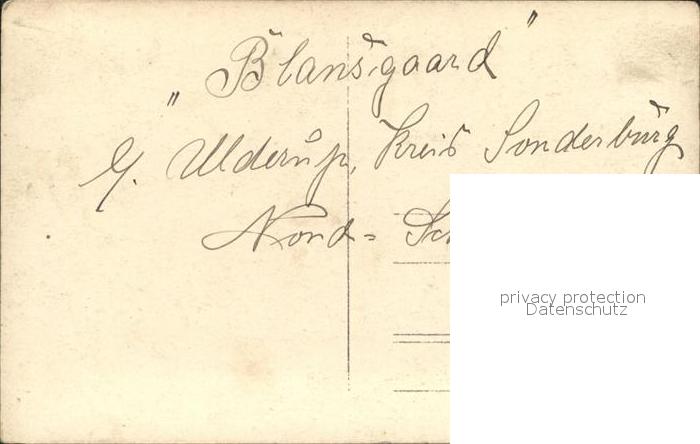 „Blansgaard"
b/. Ulderup, Kreis Sonderburg
Nord=
privacy protection
Datenschutz